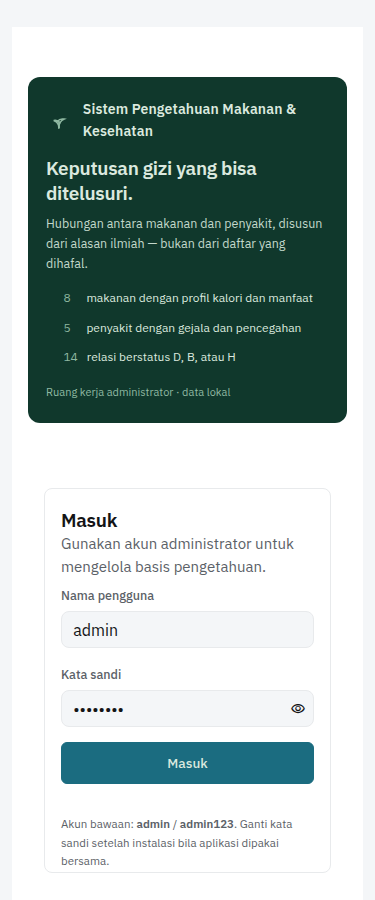 Sistem Pengetahuan Makanan &
Kesehatan
Keputusan gizi yang bisa
ditelusuri.
Hubungan antara makanan dan penyakit, disusun
dari alasan ilmiah — bukan dari daftar yang
dihafal.
8 makanan dengan profil kalori dan manfaat
5 penyakit dengan gejala dan pencegahan
14 relasi berstatus D, B, atau H
Ruang kerja administrator · data lokal
Masuk
Gunakan akun administrator untuk
mengelola basis pengetahuan.
Nama pengguna
admin
Kata sandi
••••••••
Masuk
Akun bawaan: admin / admin123. Ganti kata
sandi setelah instalasi bila aplikasi dipakai
bersama.